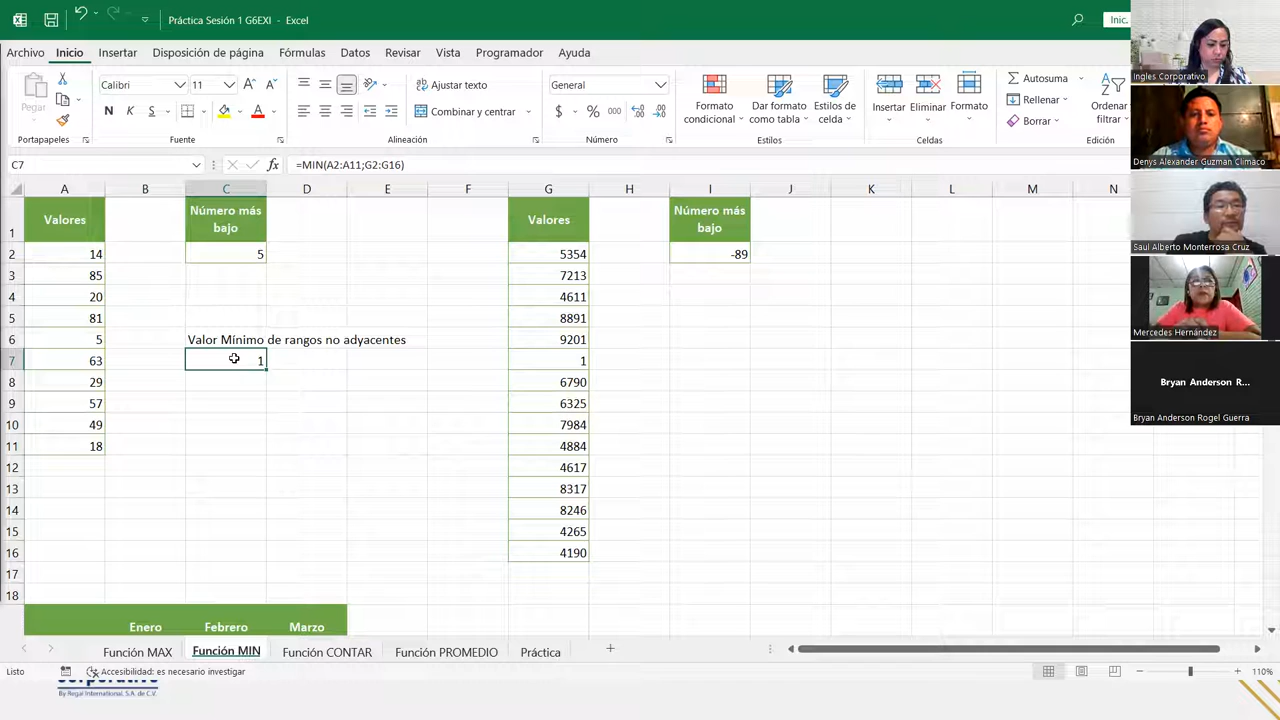 Práctica Sesión 1 G6EXI - Excel
Inic.
Archivo Inicio Insertar Disposición de página Fórmulas Datos Revisar Vista Programador Ayuda
Pegar
Calibri 11
N K S A
Combinar y centrar
General
$ % 000
Formato condicional
Dar formato como tabla
Estilos de celda
Insertar Eliminar Formato
Autosuma
Rellenar
Borrar
Ordenar filtrar
Portapapeles Fuente Alineación Número Estilos Celdas
C7 fx =MIN(A2:A11;G2:G16)
A B C D E F G H I J K L M N
1 Valores Número más bajo Valores Número más bajo
2 14 5 5354 -89
3 85 7213
4 20 4611
5 81 8891
6 5 Valor Mínimo de rangos no adyacentes 9201
7 63 1 1
8 29 6790
9 57 6325
10 49 7984
11 18 4884
12 4617
13 8317
14 8246
15 4265
16 4190
17
18
Enero Febrero Marzo
Función MAX Función MIN Función CONTAR Función PROMEDIO Práctica
Listo Accesibilidad: es necesario investigar 110%
By Regal International, S.A. de C.V.
Ingles Corporativo
Denys Alexander Guzman Climaco
Saul Alberto Monterrosa Cruz
Mercedes Hernández
Bryan Anderson R...
Bryan Anderson Rogel Guerra